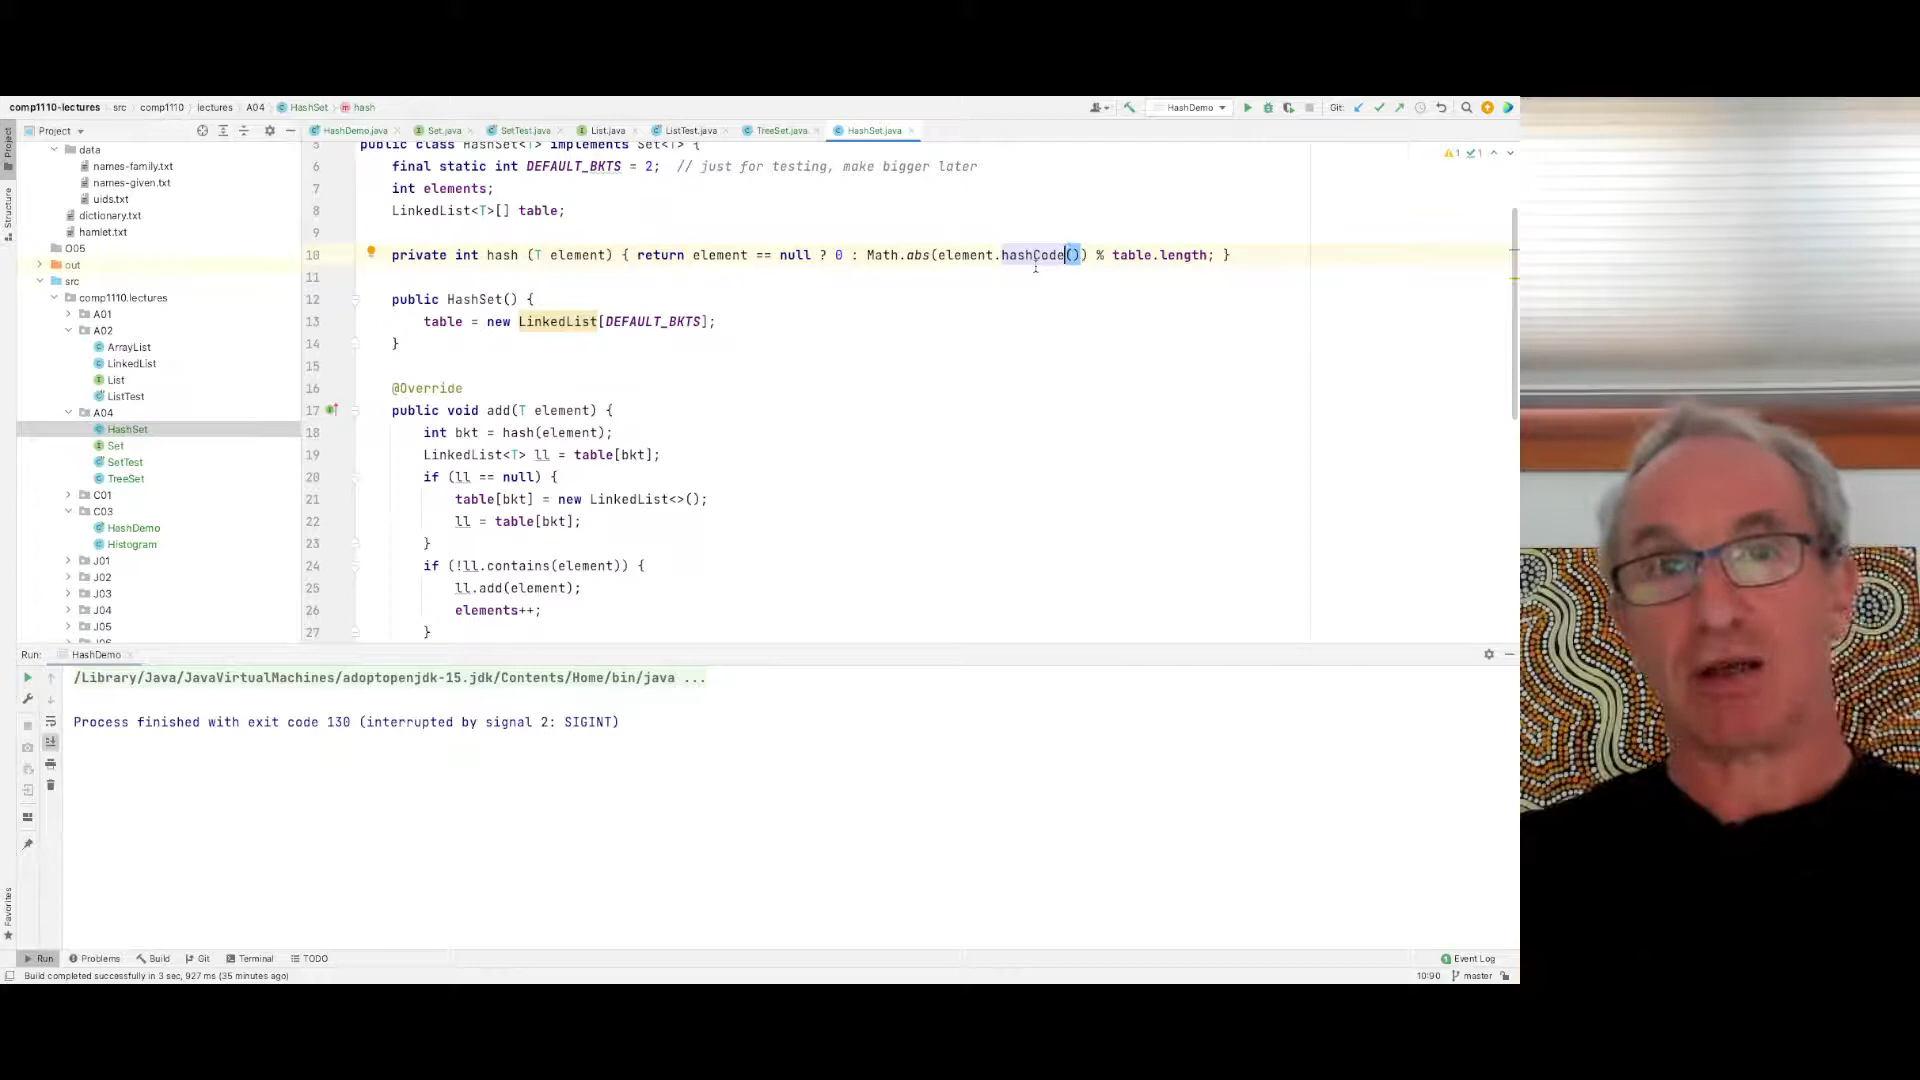 comp1110-lectures src comp1110 lectures A04 HashSet hash
HashDemo
Git:
Project
HashDemo.java Set.java SetTest.java List.java ListTest.java TreeSet.java HashSet.java
Project
Structure
Favorites
data
names-family.txt
names-given.txt
uids.txt
dictionary.txt
hamlet.txt
O05
out
src
comp1110.lectures
A01
A02
ArrayList
LinkedList
List
ListTest
A04
HashSet
Set
SetTest
TreeSet
C01
C03
HashDemo
Histogram
J01
J02
J03
J04
J05
J06
1 1
5 public class HashSet<T> implements Set<T> {
6 final static int DEFAULT_BKTS = 2; // just for testing, make bigger later
7 int elements;
8 LinkedList<T>[] table;
9
10 private int hash (T element) { return element == null ? 0 : Math.abs(element.hashCode()) % table.length; }
11
12 public HashSet() {
13 table = new LinkedList[DEFAULT_BKTS];
14 }
15
16 @Override
17 public void add(T element) {
18 int bkt = hash(element);
19 LinkedList<T> ll = table[bkt];
20 if (ll == null) {
21 table[bkt] = new LinkedList<>();
22 ll = table[bkt];
23 }
24 if (!ll.contains(element)) {
25 ll.add(element);
26 elements++;
27 }
Run: HashDemo
/Library/Java/JavaVirtualMachines/adoptopenjdk-15.jdk/Contents/Home/bin/java ...
Process finished with exit code 130 (interrupted by signal 2: SIGINT)
Run Problems Build Git Terminal TODO
1 Event Log
Build completed successfully in 3 sec, 927 ms (35 minutes ago)
10:90 master